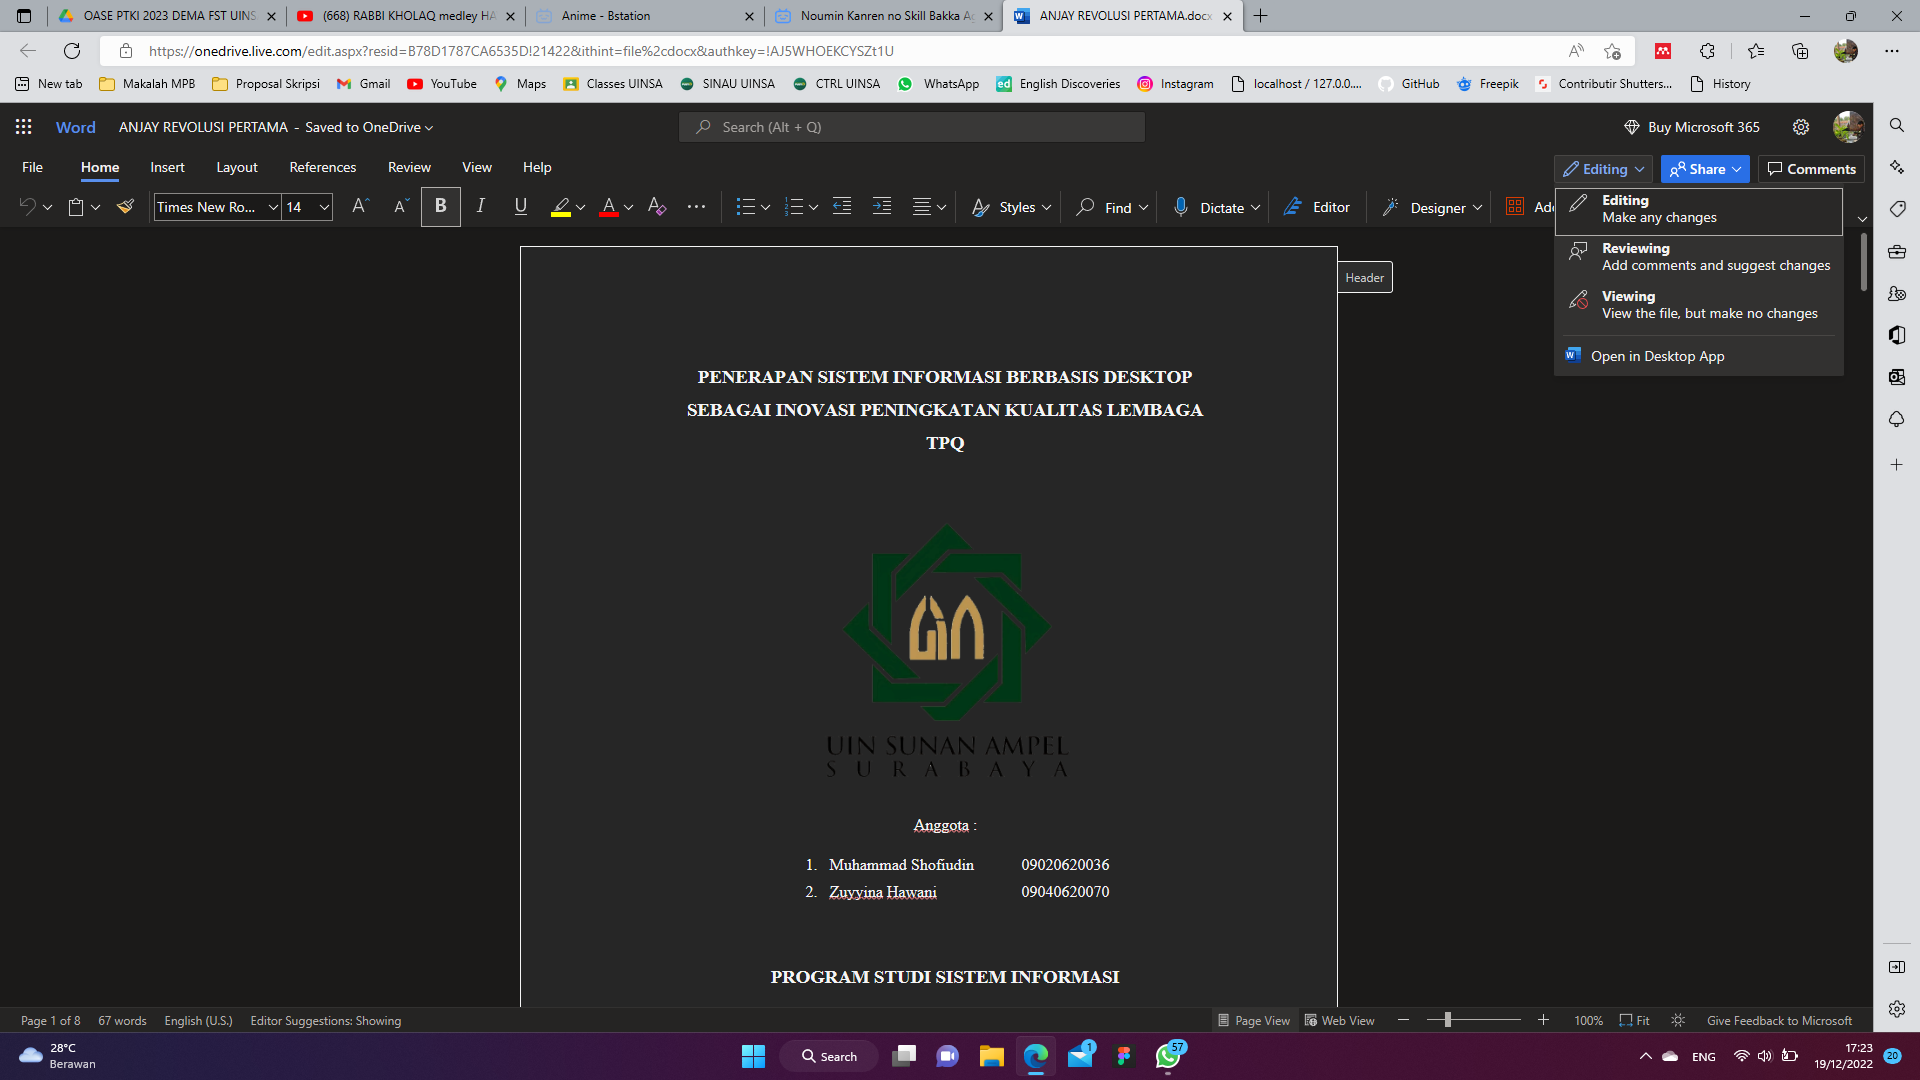 OASE PTKI 2023 DEMA FST UINS
(668) RABBI KHOLAQ medley HA
Anime - Bstation
Noumin Kanren no Skill Bakka Ag
ANJAY REVOLUSI PERTAMA.docx
https://onedrive.live.com/edit.aspx?resid=B78D1787CA6535D!21422&ithint=file%2cdocx&authkey=!AJ5WHOEKCYSZt1U
New tab Makalah MPB Proposal Skripsi Gmail YouTube Maps Classes UINSA SINAU UINSA CTRL UINSA WhatsApp English Discoveries Instagram localhost / 127.0.0.... GitHub Freepik Contributir Shutters... History
Word ANJAY REVOLUSI PERTAMA - Saved to OneDrive Search (Alt + Q) Buy Microsoft 365
File Home Insert Layout References Review View Help Editing Share Comments
Times New Ro... 14 A A B I U A A Styles Find Dictate Editor Designer Add
Editing
Make any changes
Reviewing
Add comments and suggest changes
Viewing
View the file, but make no changes
Open in Desktop App
Header
PENERAPAN SISTEM INFORMASI BERBASIS DESKTOP
SEBAGAI INOVASI PENINGKATAN KUALITAS LEMBAGA
TPQ
UIN SUNAN AMPEL
SURABAYA
Anggota :
1. Muhammad Shofiudin 09020620036
2. Zuyyina Hawani 09040620070
PROGRAM STUDI SISTEM INFORMASI
Page 1 of 8 67 words English (U.S.) Editor Suggestions: Showing Page View Web View 100% Fit Give Feedback to Microsoft
28°C
Berawan
Search
1
57
ENG
17:23
19/12/2022
20